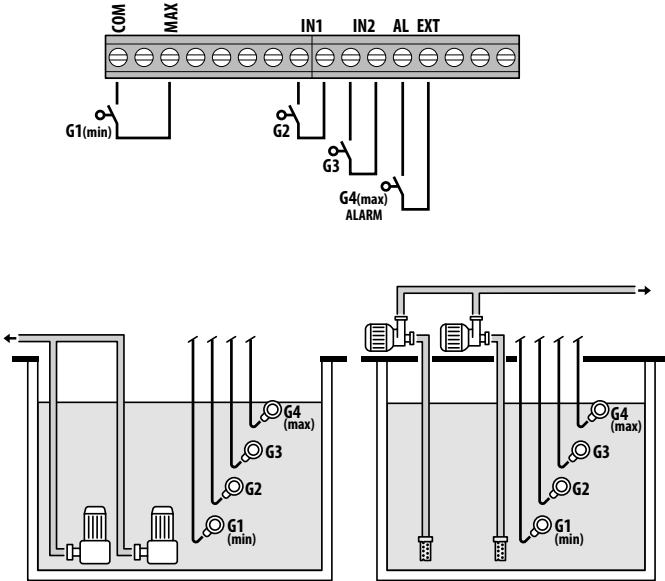 COM MAX IN1 IN2 AL EXT
G1(min)
G2
G3
G4(max)
ALARM
G4
(max)
G3
G2
G1
(min)
G4
(max)
G3
G2
G1
(min)